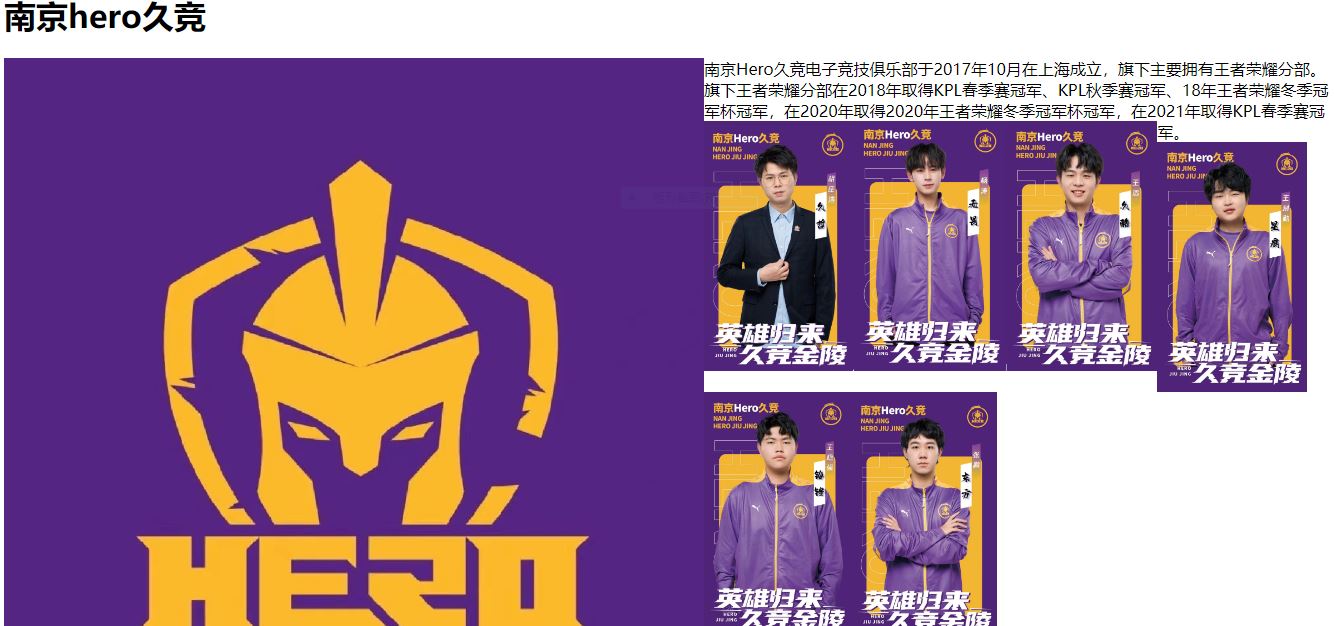 南京hero久竞
南京Hero久竞电子竞技俱乐部于2017年10月在上海成立，旗下主要拥有王者荣耀分部。
旗下王者荣耀分部在2018年取得KPL春季赛冠军、KPL秋季赛冠军、18年王者荣耀冬季冠
军杯冠军，在2020年取得2020年王者荣耀冬季冠军杯冠军，在2021年取得KPL春季赛冠
军。
南京Hero久竞
NAN JING
HERO JIU JING
久哲
英雄归来
HERO
JIU JING
久竞金陵
南京Hero久竞
NAN JING
HERO JIU JING
英雄归来
HERO
JIU JING
久竞金陵
南京Hero久竞
NAN JING
HERO JIU JING
久酷
英雄归来
HERO
JIU JING
久竞金陵
南京Hero久竞
NAN JING
HERO JIU JING
星痕
英雄归来
HERO
JIU JING
久竞金陵
南京Hero久竞
NAN JING
HERO JIU JING
英雄归来
HERO
JIU JING
久竞金陵
南京Hero久竞
NAN JING
HERO JIU JING
东方
英雄归来
HERO
JIU JING
久竞金陵
HERO